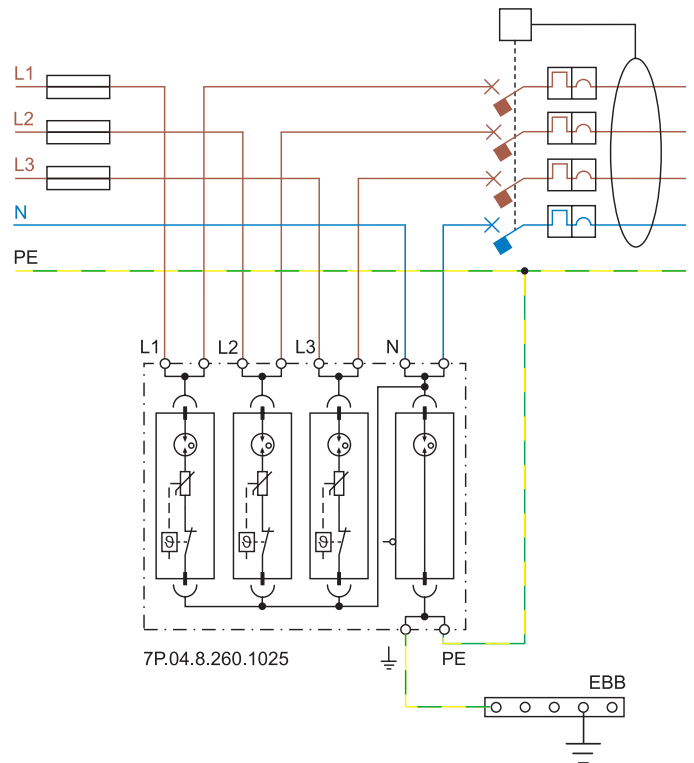 L1
L2
L3
N
PE
L1 L2 L3 N
ϑ ϑ ϑ
7P.04.8.260.1025 PE
EBB